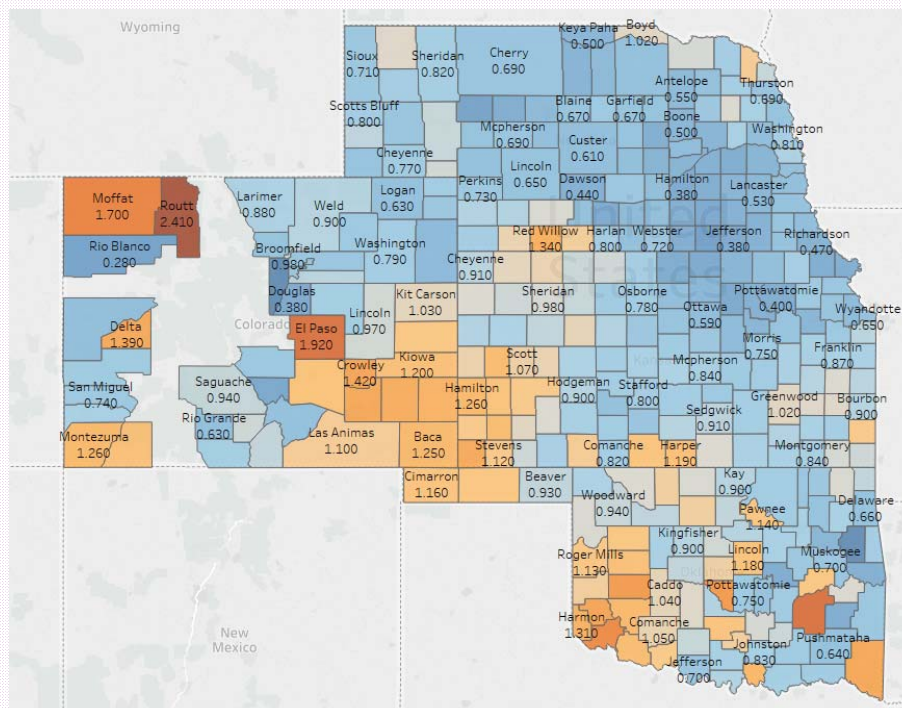 Wyoming
Boyd
1.020
Keya Paha
0.500
Sioux
0.710
Sheridan
0.820
Cherry
0.690
Antelope
0.550
Thurston
0.690
Scotts Bluff
0.800
Blaine
0.670
Garfield
0.670
Boone
0.500
Mcpherson
0.690
Custer
0.610
Washington
0.810
Cheyenne
0.770
Lincoln
0.650
Dawson
0.440
Hamilton
0.380
Lancaster
0.530
Perkins
0.730
Moffat
1.700
Routt
2.410
Larimer
0.880
Weld
0.900
Logan
0.630
United
States
Red Willow
1.340
Harlan
0.800
Webster
0.720
Jefferson
0.380
Richardson
0.470
Rio Blanco
0.280
Broomfield
0.980
Washington
0.790
Cheyenne
0.910
Douglas
0.380
Kit Carson
1.030
Sheridan
0.980
Osborne
0.780
Pottawatomie
0.400
Ottawa
0.590
Wyandotte
0.650
Colorado
Lincoln
0.970
El Paso
1.920
Delta
1.390
Morris
0.750
Franklin
0.870
Kiowa
1.200
Scott
1.070
Mcpherson
0.840
Crowley
1.420
San Miguel
0.740
Saguache
0.940
Hamilton
1.260
Hodgeman
0.900
Stafford
0.800
Greenwood
1.020
Bourbon
0.900
Sedgwick
0.910
Rio Grande
0.630
Montezuma
1.260
Las Animas
1.100
Baca
1.250
Stevens
1.120
Comanche
0.820
Harper
1.190
Montgomery
0.840
Cimarron
1.160
Beaver
0.930
Kay
0.900
Woodward
0.940
Pawnee
1.140
Delaware
0.660
Kingfisher
0.900
Roger Mills
1.130
Lincoln
1.180
Muskogee
0.700
Caddo
1.040
Pottawatomie
0.750
Harmon
1.310
Comanche
1.050
Johnston
0.830
Pushmataha
0.640
Jefferson
0.700
New
Mexico